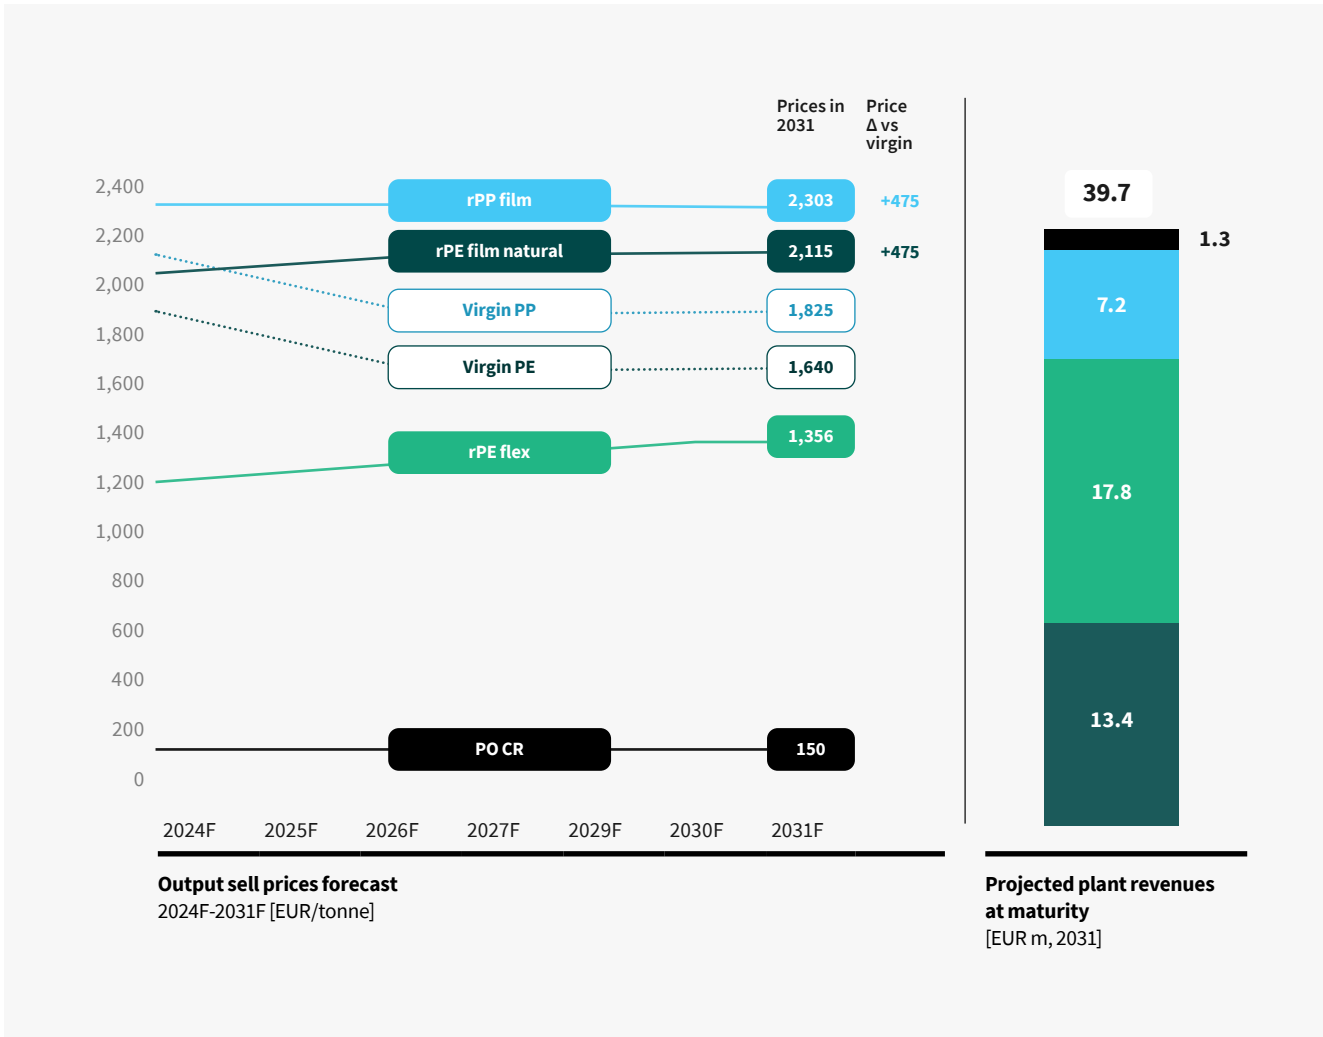 Prices in
2031
Price
Δ vs
virgin
2,400
2,200
2,000
1,800
1,600
1,400
1,200
1,000
800
600
400
200
0
rPP film
2,303
+475
rPE film natural
2,115
+475
Virgin PP
1,825
Virgin PE
1,640
rPE flex
1,356
PO CR
150
2024F
2025F
2026F
2027F
2029F
2030F
2031F
Output sell prices forecast
2024F-2031F [EUR/tonne]
39.7
1.3
7.2
17.8
13.4
Projected plant revenues
at maturity
[EUR m, 2031]